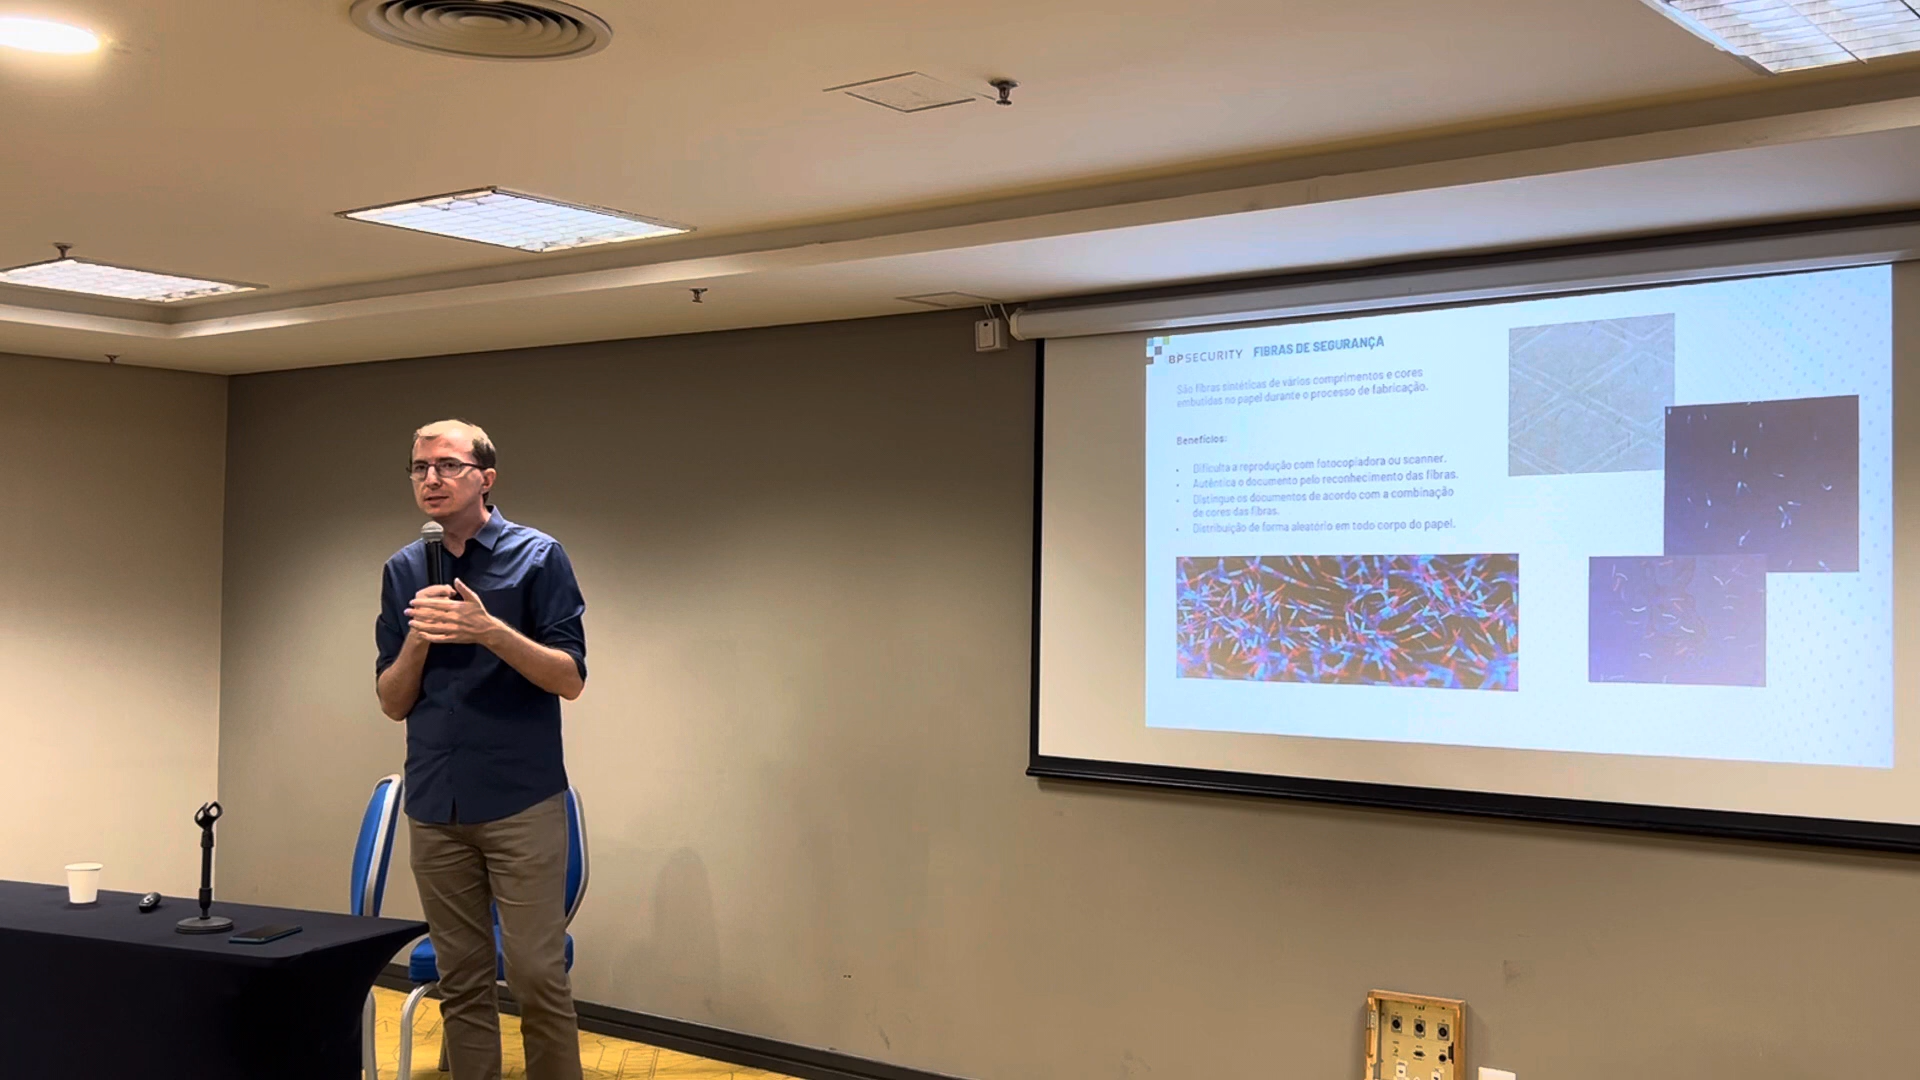 BPSECURITY FIBRAS DE SEGURANÇA
São fibras sintéticas de vários comprimentos e cores
embutidas no papel durante o processo de fabricação.
Benefícios:
• Dificulta a reprodução com fotocopiadora ou scanner.
• Autêntica o documento pelo reconhecimento das fibras.
• Distingue os documentos de acordo com a combinação
de cores das fibras.
• Distribuição de forma aleatório em todo corpo do papel.